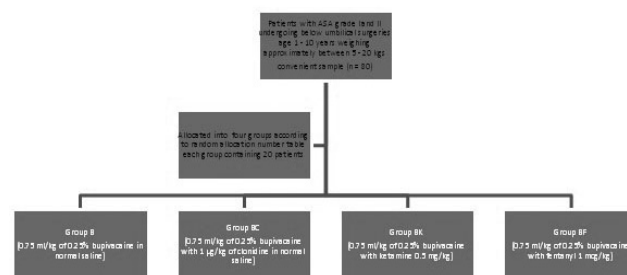 Patients with ASA grade I and II
undergoing below umbilical surgeries
age 1 - 10 years weighing
approximately between 5 - 20 kgs
convenient sample (n = 80)
Allocated into four groups according
to random allocation number table
each group containing 20 patients
Group B
[0.75 ml/kg of 0.25% bupivacaine in
normal saline]
Group BC
[0.75 ml/kg of 0.25% bupivacaine
with 1 µg/kg of clonidine in normal
saline]
Group BK
[0.75 ml/kg of 0.25% bupivacaine
with ketamine 0.5 mg/kg]
Group BF
[0.75 ml/kg of 0.25% bupivacaine
with fentanyl 1 mcg/kg]